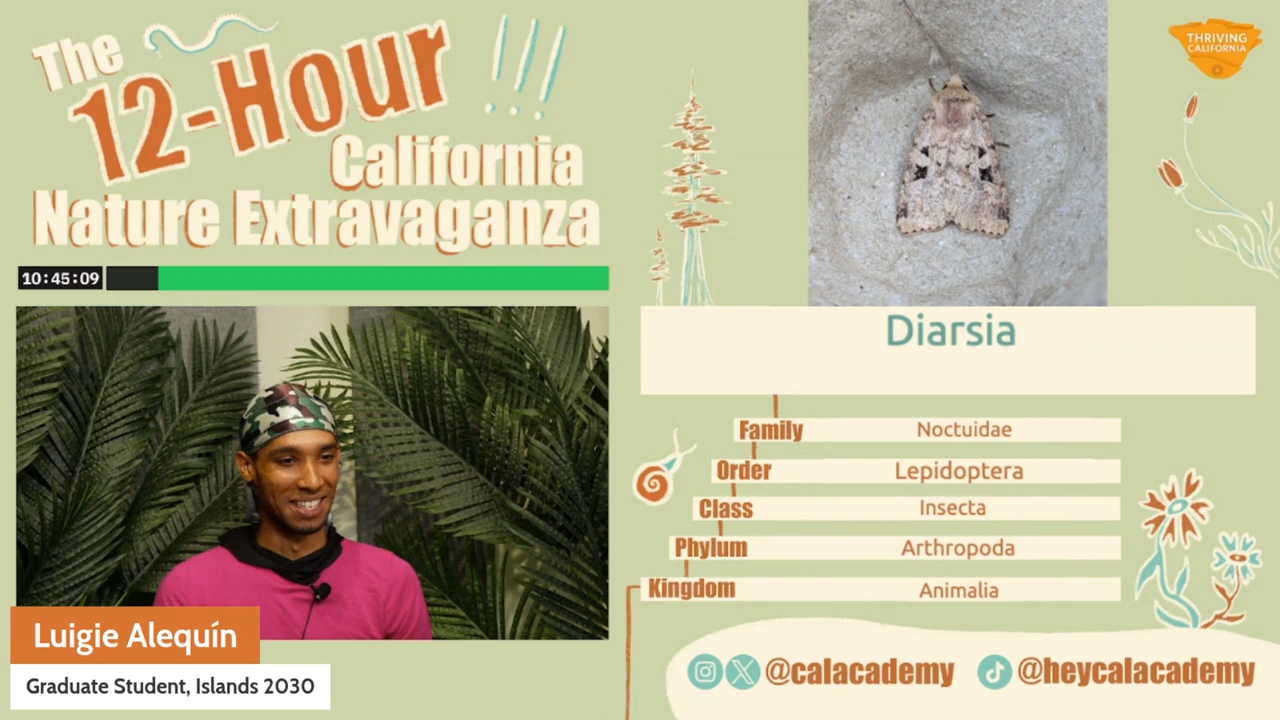 The
12-Hour
!!!
California
Nature Extravaganza
10:45:09
Luigie Alequín
Graduate Student, Islands 2030
THRIVING
CALIFORNIA
Diarsia
Family Noctuidae
Order Lepidoptera
Class Insecta
Phylum Arthropoda
Kingdom Animalia
@calacademy @heycalacademy